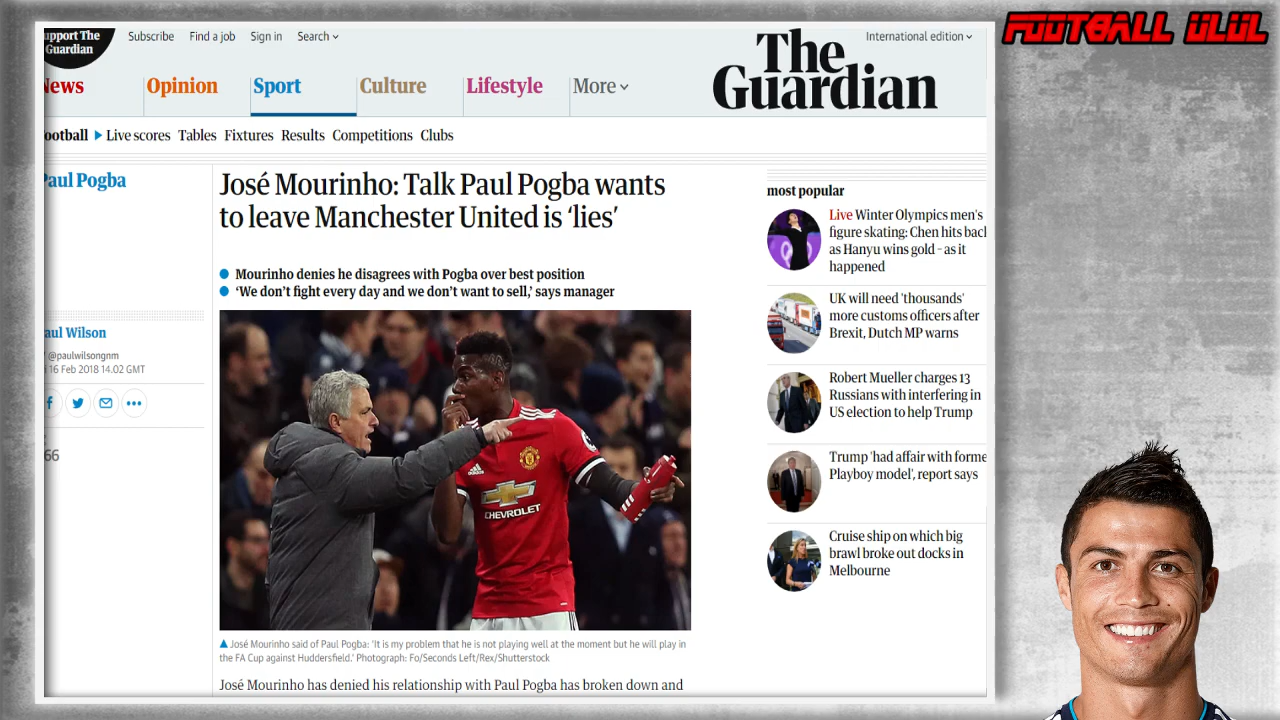 FOOTBALL ULUL
upport The
Guardian
Subscribe
Find a job
Sign in
Search
International edition
The
Guardian
News
Opinion
Sport
Culture
Lifestyle
More
ootball
Live scores
Tables
Fixtures
Results
Competitions
Clubs
Paul Pogba
José Mourinho: Talk Paul Pogba wants
to leave Manchester United is ‘lies’
Mourinho denies he disagrees with Pogba over best position
‘We don’t fight every day and we don’t want to sell,’ says manager
aul Wilson
@paulwilsongnm
16 Feb 2018 14.02 GMT
66
adidas
CHEVROLET
José Mourinho said of Paul Pogba: ‘It is my problem that he is not playing well at the moment but he will play in
the FA Cup against Huddersfield.’ Photograph: Fo/Seconds Left/Rex/Shutterstock
José Mourinho has denied his relationship with Paul Pogba has broken down and
most popular
Live Winter Olympics men's
figure skating: Chen hits back
as Hanyu wins gold – as it
happened
UK will need 'thousands'
more customs officers after
Brexit, Dutch MP warns
Robert Mueller charges 13
Russians with interfering in
US election to help Trump
Trump 'had affair with forme
Playboy model', report says
Cruise ship on which big
brawl broke out docks in
Melbourne